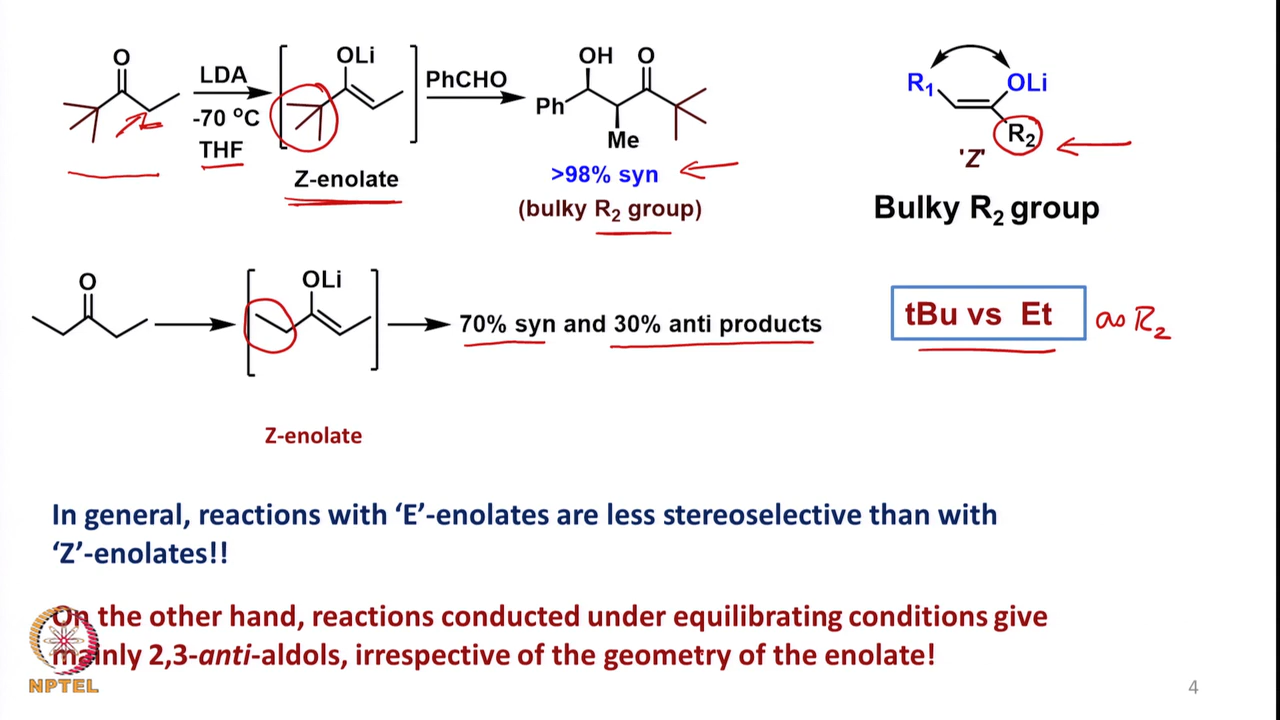 O
LDA
-70 °C
THF
OLi
Z-enolate
PhCHO
OH O
Ph
Me
>98% syn
(bulky R₂ group)
R₁ OLi
R₂
'Z'
Bulky R₂ group
O
OLi
70% syn and 30% anti products
tBu vs Et as R₂
Z-enolate
In general, reactions with ‘E’-enolates are less stereoselective than with
‘Z’-enolates!!
On the other hand, reactions conducted under equilibrating conditions give
mainly 2,3-anti-aldols, irrespective of the geometry of the enolate!
NPTEL
4